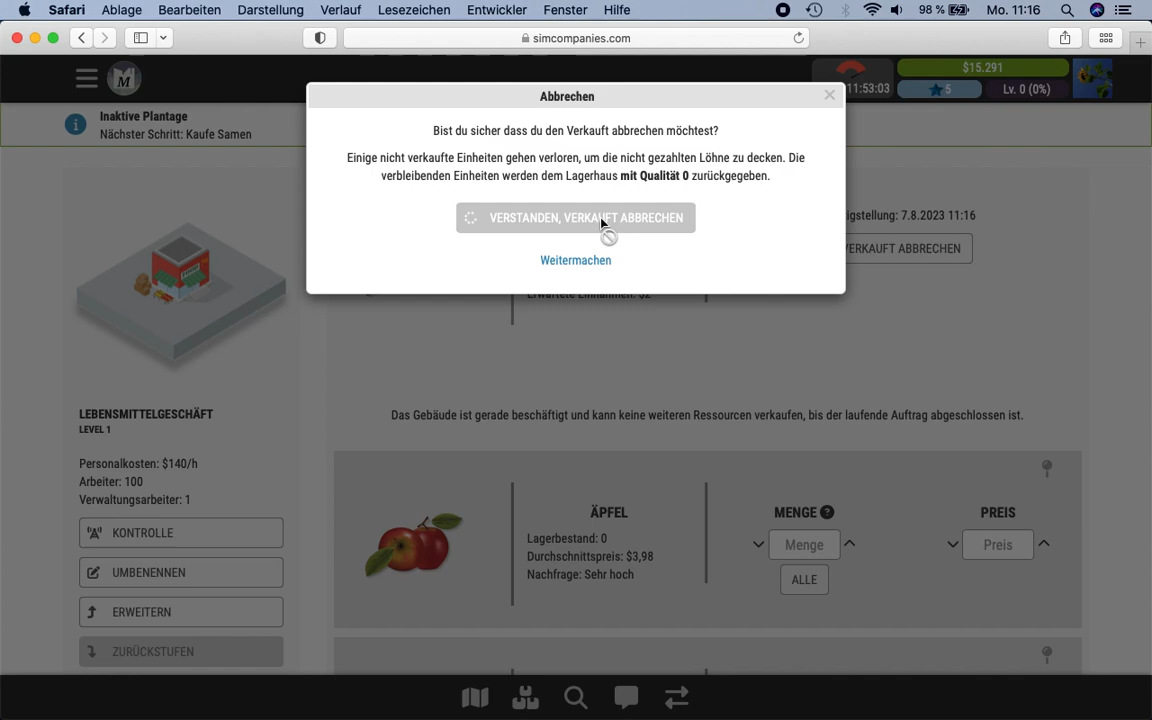 Safari Ablage Bearbeiten Darstellung Verlauf Lesezeichen Entwickler Fenster Hilfe 98 % Mo. 11:16
simcompanies.com
M 11:53:03 $15.291 5 Lv. 0 (0%)
Inaktive Plantage
Nächster Schritt: Kaufe Samen
Abbrechen
Bist du sicher dass du den Verkauft abbrechen möchtest?
Einige nicht verkaufte Einheiten gehen verloren, um die nicht gezahlten Löhne zu decken. Die
verbleibenden Einheiten werden dem Lagerhaus mit Qualität 0 zurückgegeben.
VERSTANDEN, VERKAUFT ABBRECHEN
Weitermachen
igstellung: 7.8.2023 11:16
VERKAUFT ABBRECHEN
Erwartete Einnahmen: $2
Das Gebäude ist gerade beschäftigt und kann keine weiteren Ressourcen verkaufen, bis der laufende Auftrag abgeschlossen ist.
LEBENSMITTELGESCHÄFT
LEVEL 1
Personalkosten: $140/h
Arbeiter: 100
Verwaltungsarbeiter: 1
KONTROLLE
UMBENENNEN
ERWEITERN
ZURÜCKSTUFEN
ÄPFEL
Lagerbestand: 0
Durchschnittspreis: $3,98
Nachfrage: Sehr hoch
MENGE ?
Menge
ALLE
PREIS
Preis